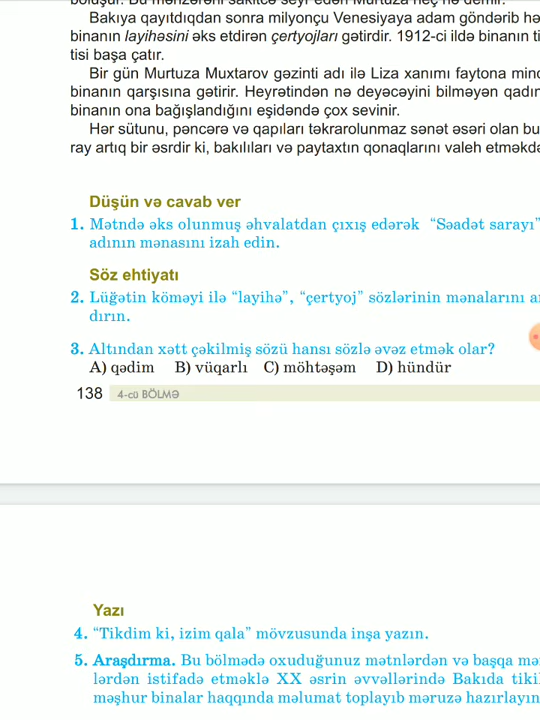 Bakıya qayıtdıqdan sonra milyonçu Venesiyaya adam göndərib hə
binanın layihəsini əks etdirən çertyojları gətirdir. 1912-ci ildə binanın ti
tisi başa çatır.
Bir gün Murtuza Muxtarov gəzinti adı ilə Liza xanımı faytona mind
binanın qarşısına gətirir. Heyrətindən nə deyəcəyini bilməyən qadın
binanın ona bağışlandığını eşidəndə çox sevinir.
Hər sütunu, pəncərə və qapıları təkrarolunmaz sənət əsəri olan bu
ray artıq bir əsrdir ki, bakılıları və paytaxtın qonaqlarını valeh etməkdə
Düşün və cavab ver
1. Mətndə əks olunmuş əhvalatdan çıxış edərək “Səadət sarayı”
adının mənasını izah edin.
Söz ehtiyatı
2. Lüğətin köməyi ilə “layihə”, “çertyoj” sözlərinin mənalarını a
dırın.
3. Altından xətt çəkilmiş sözü hansı sözlə əvəz etmək olar?
A) qədim B) vüqarlı C) möhtəşəm D) hündür
138 4-cü BÖLMƏ
Yazı
4. “Tikdim ki, izim qala” mövzusunda inşa yazın.
5. Araşdırma. Bu bölmədə oxuduğunuz mətnlərdən və başqa mə
lərdən istifadə etməklə XX əsrin əvvəllərində Bakıda tiki
məşhur binalar haqqında məlumat toplayıb məruzə hazırlayın